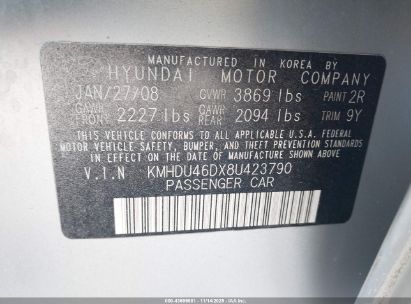 MANUFACTURED IN KOREA BY
HYUNDAI MOTOR COMPANY
JAN/27/08 GVWR 3869 lbs PAINT 2R
GAWR FRONT 2227 lbs GAWR REAR 2094 lbs TRIM 9Y
THIS VEHICLE CONFORMS TO ALL APPLICABLE U.S.A. FEDERAL
MOTOR VEHICLE SAFETY, BUMPER, AND THEFT PREVENTION STANDARDS
IN EFFECT ON THE DATE OF MANUFACTURE SHOWN ABOVE.
V.I.N KMHDU46DX8U423790
PASSENGER CAR